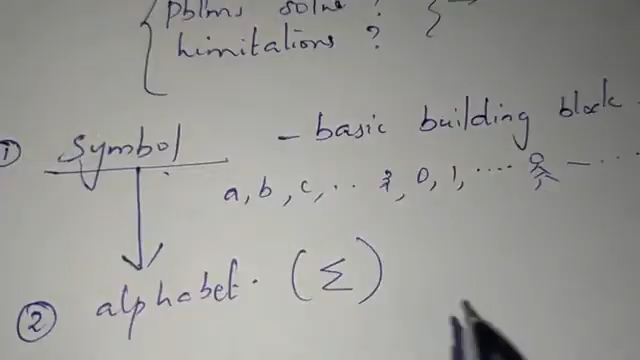 Pblms solve ?
Limitations ?
① Symbol - basic building block.
a, b, c, .. z, 0, 1, .... - ...
② alphabet. (Σ)